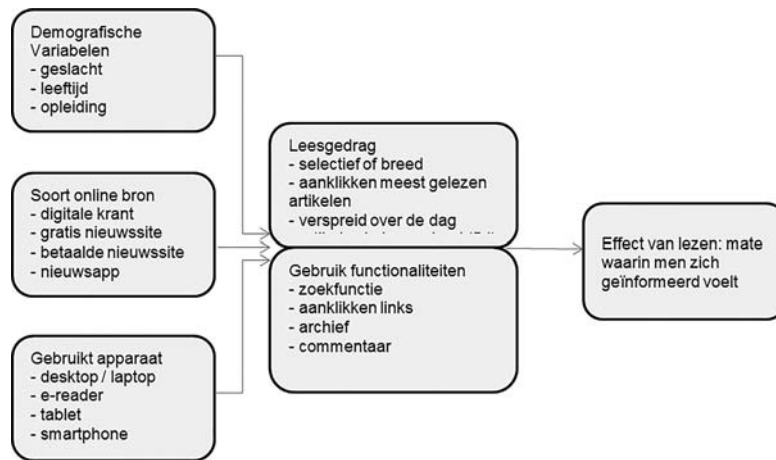 Demografische
Variabelen
- geslacht
- leeftijd
- opleiding
Soort online bron
- digitale krant
- gratis nieuwssite
- betaalde nieuwssite
- nieuwsapp
Gebruikt apparaat
- desktop / laptop
- e-reader
- tablet
- smartphone
Leesgedrag
- selectief of breed
- aanklikken meest gelezen
artikelen
- verspreid over de dag
Gebruik functionaliteiten
- zoekfunctie
- aanklikken links
- archief
- commentaar
Effect van lezen: mate
waarin men zich
geïnformeerd voelt